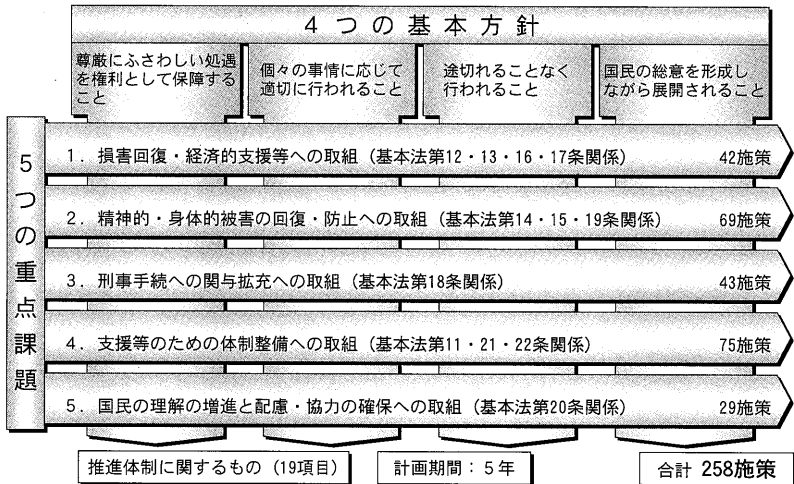 4つの基本方針
尊厳にふさわしい処遇
を権利として保障する
こと
個々の事情に応じて
適切に行われること
途切れることなく
行われること
国民の総意を形成し
ながら展開されること
5つの重点課題
1．損害回復・経済的支援等への取組（基本法第12・13・16・17条関係） 42施策
2．精神的・身体的被害の回復・防止への取組（基本法第14・15・19条関係） 69施策
3．刑事手続への関与拡充への取組（基本法第18条関係） 43施策
4．支援等のための体制整備への取組（基本法第11・21・22条関係） 75施策
5．国民の理解の増進と配慮・協力の確保への取組（基本法第20条関係） 29施策
推進体制に関するもの（19項目） 計画期間：5年 合計 258施策